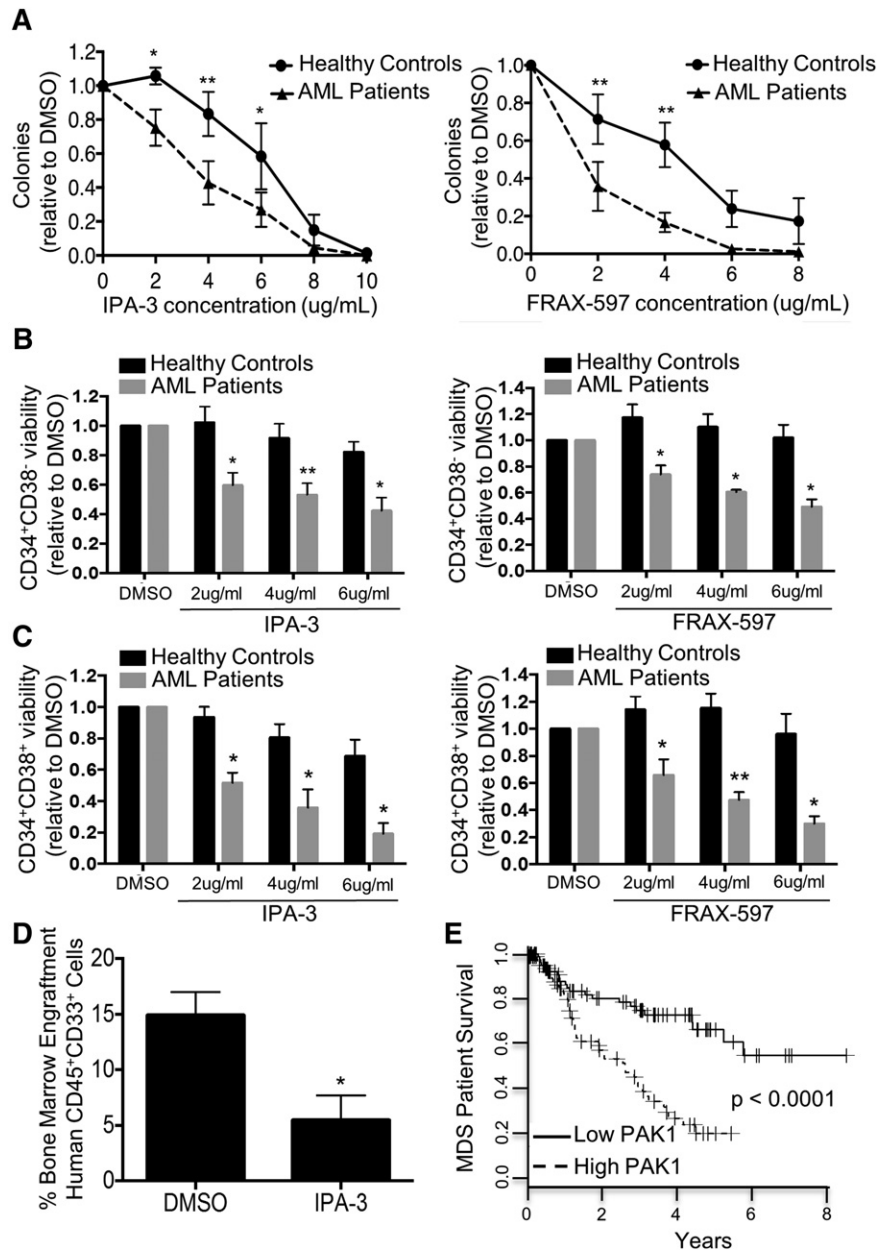 A
Colonies
(relative to DMSO)
1.2
1.0
0.8
0.6
0.4
0.2
0.0
*
**
*
Healthy Controls
AML Patients
0 2 4 6 8 10
IPA-3 concentration (ug/mL)
Colonies
(relative to DMSO)
1.0
0.8
0.6
0.4
0.2
0.0
**
**
Healthy Controls
AML Patients
0 2 4 6 8
FRAX-597 concentration (ug/mL)
B
Healthy Controls
AML Patients
CD34+CD38- viability
(relative to DMSO)
1.2
1.0
0.8
0.6
0.4
0.2
0.0
*
**
*
DMSO 2ug/ml 4ug/ml 6ug/ml
IPA-3
Healthy Controls
AML Patients
CD34+CD38- viability
(relative to DMSO)
1.4
1.2
1.0
0.8
0.6
0.4
0.2
0.0
*
*
*
DMSO 2ug/ml 4ug/ml 6ug/ml
FRAX-597
C
Healthy Controls
AML Patients
CD34+CD38+ viability
(relative to DMSO)
1.2
1.0
0.8
0.6
0.4
0.2
0.0
*
*
*
DMSO 2ug/ml 4ug/ml 6ug/ml
IPA-3
Healthy Controls
AML Patients
CD34+CD38+ viability
(relative to DMSO)
1.4
1.2
1.0
0.8
0.6
0.4
0.2
0.0
*
**
*
DMSO 2ug/ml 4ug/ml 6ug/ml
FRAX-597
D
% Bone Marrow Engraftment
Human CD45+CD33+ Cells
20
15
10
5
0
*
DMSO IPA-3
E
MDS Patient Survival
1.0
0.8
0.6
0.4
0.2
0.0
p < 0.0001
Low PAK1
High PAK1
0 2 4 6 8
Years